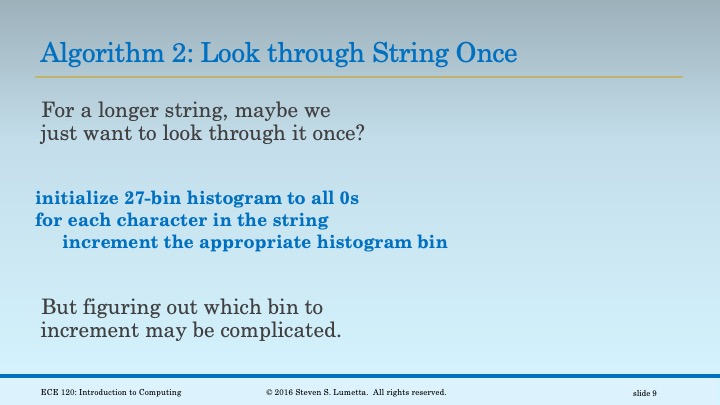 Algorithm 2: Look through String Once
For a longer string, maybe we
just want to look through it once?
initialize 27-bin histogram to all 0s
for each character in the string
increment the appropriate histogram bin
But figuring out which bin to
increment may be complicated.
ECE 120: Introduction to Computing
© 2016 Steven S. Lumetta.  All rights reserved.
slide 9